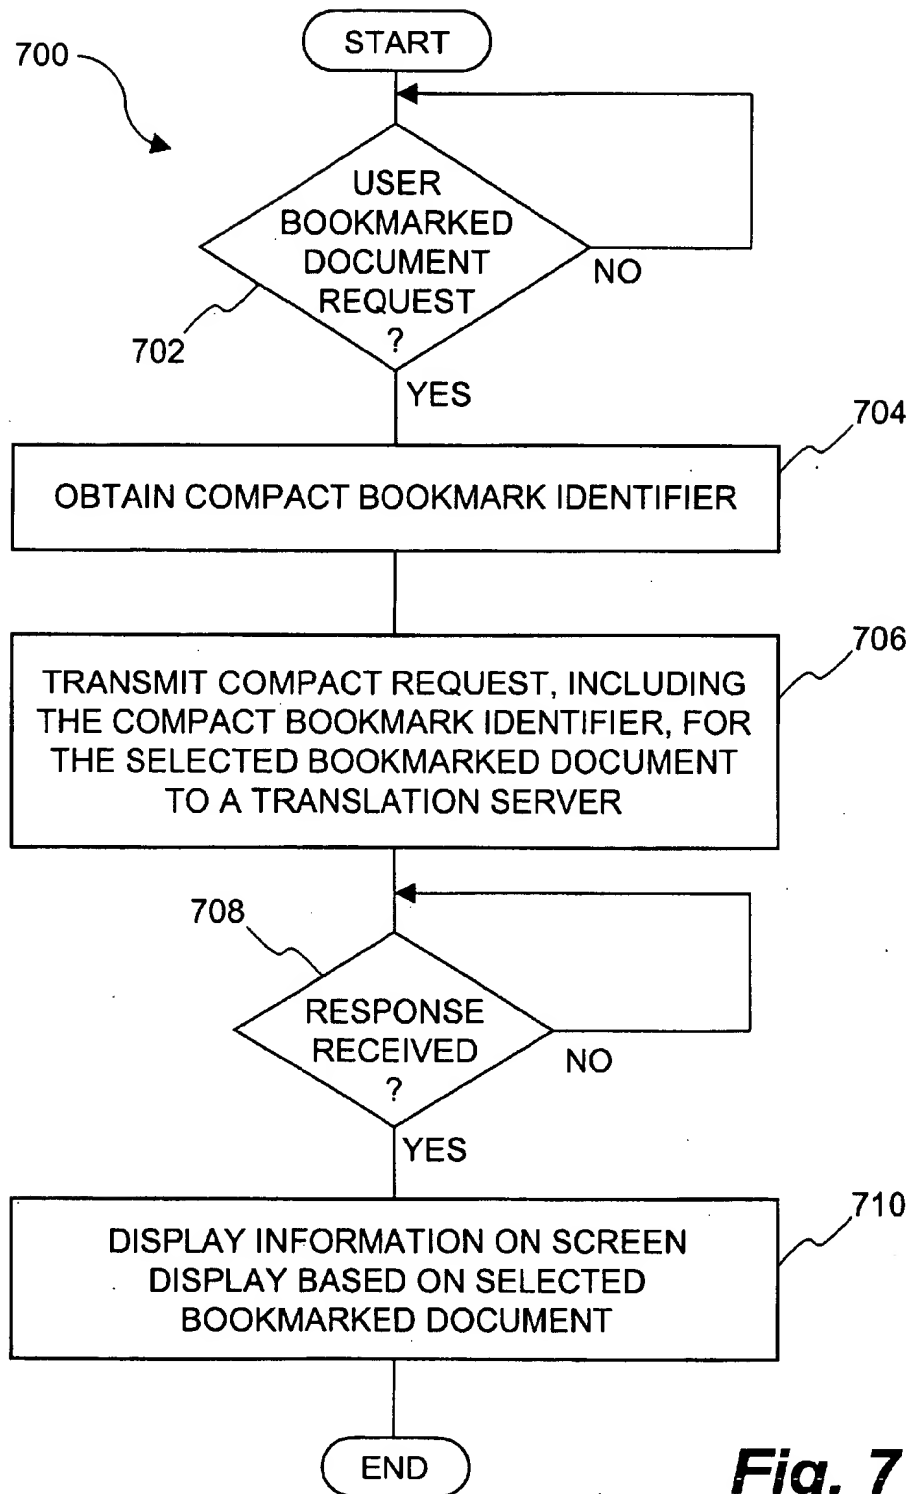 START
700
USER
BOOKMARKED
DOCUMENT
REQUEST
?
NO
702
YES
704
OBTAIN COMPACT BOOKMARK IDENTIFIER
706
TRANSMIT COMPACT REQUEST, INCLUDING
THE COMPACT BOOKMARK IDENTIFIER, FOR
THE SELECTED BOOKMARKED DOCUMENT
TO A TRANSLATION SERVER
708
RESPONSE
RECEIVED
?
NO
YES
710
DISPLAY INFORMATION ON SCREEN
DISPLAY BASED ON SELECTED
BOOKMARKED DOCUMENT
END
Fig. 7